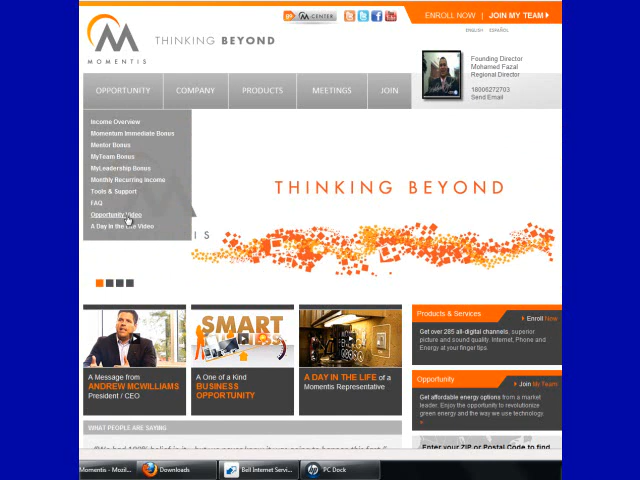 M-CENTER
ENROLL NOW | JOIN MY TEAM
ENGLISH ESPAÑOL
MOMENTIS
THINKING BEYOND
Founding Director
Mohamed Fazal
Regional Director
18006272703
Send Email
OPPORTUNITY COMPANY PRODUCTS MEETINGS JOIN
Income Overview
Momentum Immediate Bonus
Mentor Bonus
MyTeam Bonus
MyLeadership Bonus
Monthly Recurring Income
Tools & Support
FAQ
Opportunity Video
A Day In the Life Video
THINKING BEYOND
IS
A Message from
ANDREW MCWILLIAMS
President / CEO
SMART
A One of a Kind
BUSINESS
OPPORTUNITY
A DAY IN THE LIFE of a
Momentis Representative
Products & Services
Enroll Now
Get over 285 all-digital channels, superior
picture and sound quality. Internet, Phone and
Energy at your finger tips.
Opportunity
Join My Team
Get affordable energy options from a market
leader. Enjoy the opportunity to revolutionize
green energy and the way we use technology
WHAT PEOPLE ARE SAYING
Enter your ZIP or Postal Code to find
Momentis - Mozil...
Downloads
Bell Internet Servi...
PC Dock